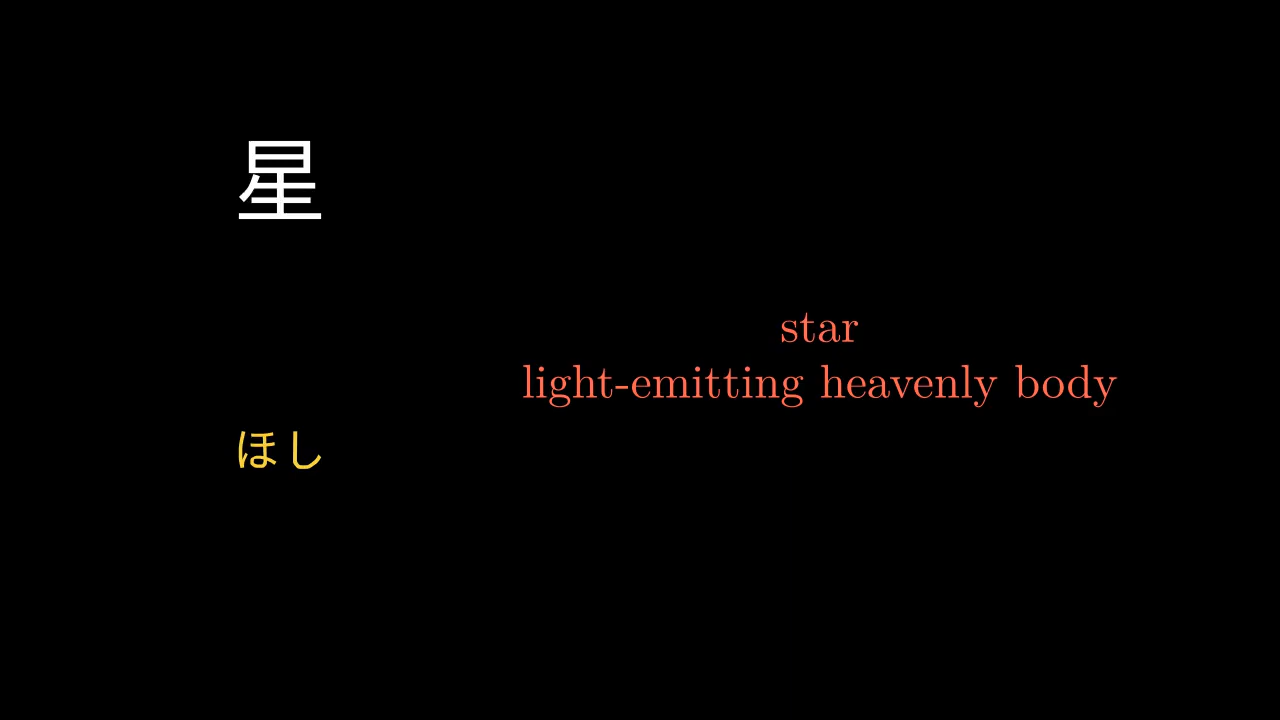 星
star
light-emitting heavenly body
ほし